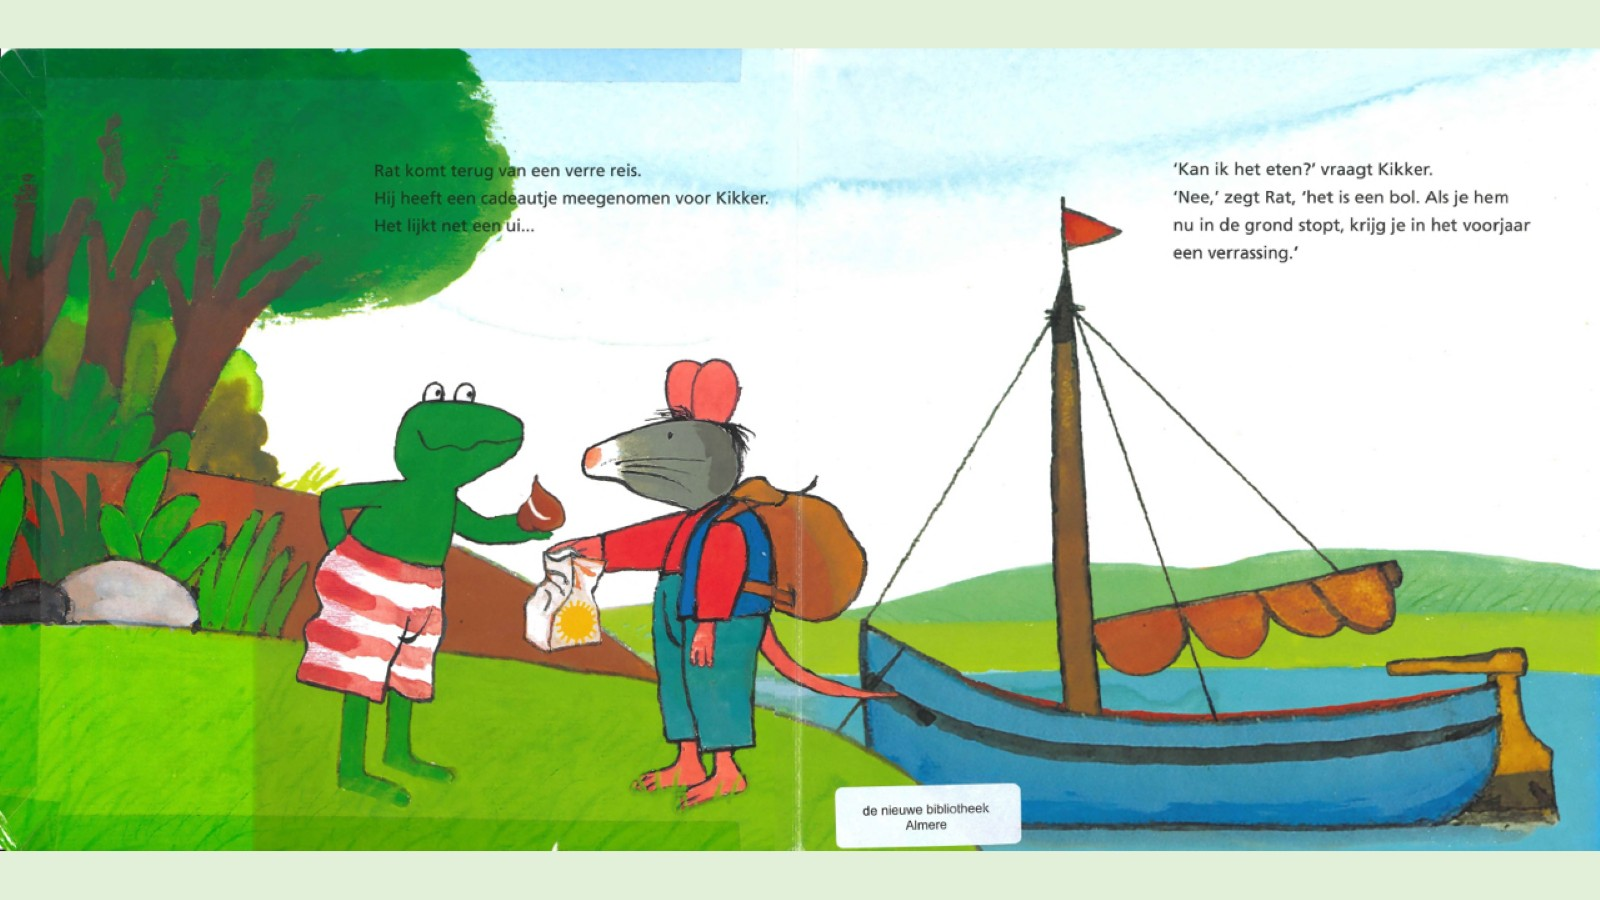 Rat komt terug van een verre reis.
Hij heeft een cadeautje meegenomen voor Kikker.
Het lijkt net een ui...
‘Kan ik het eten?’ vraagt Kikker.
‘Nee,’ zegt Rat, ‘het is een bol. Als je hem
nu in de grond stopt, krijg je in het voorjaar
een verrassing.’
de nieuwe bibliotheek
Almere